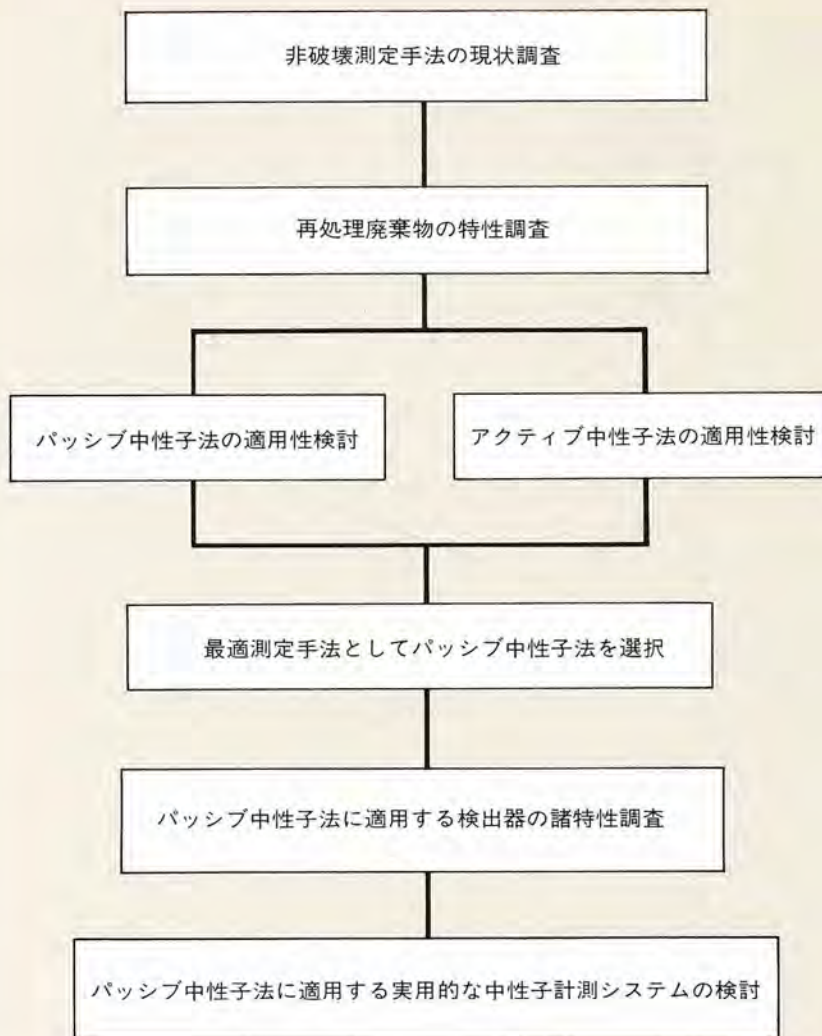 非破壊測定手法の現状調査
再処理廃棄物の特性調査
パッシブ中性子法の適用性検討
アクティブ中性子法の適用性検討
最適測定手法としてパッシブ中性子法を選択
パッシブ中性子法に適用する検出器の諸特性調査
パッシブ中性子法に適用する実用的な中性子計測システムの検討